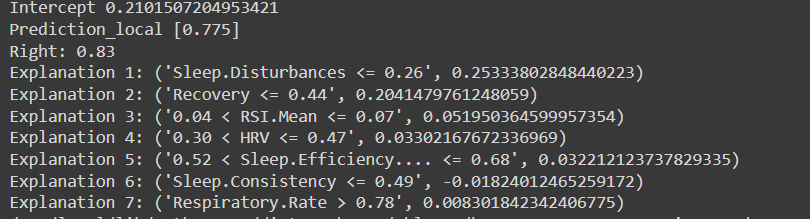 Intercept 0.2101507204953421
Prediction_local [0.775]
Right: 0.83
Explanation 1: ('Sleep.Disturbances <= 0.26', 0.25333802848440223)
Explanation 2: ('Recovery <= 0.44', 0.2041479761248059)
Explanation 3: ('0.04 < RSI.Mean <= 0.07', 0.051950364599957354)
Explanation 4: ('0.30 < HRV <= 0.47', 0.03302167672336969)
Explanation 5: ('0.52 < Sleep.Efficiency.... <= 0.68', 0.032212123737829335)
Explanation 6: ('Sleep.Consistency <= 0.49', -0.01824012465259172)
Explanation 7: ('Respiratory.Rate > 0.78', 0.008301842342406775)